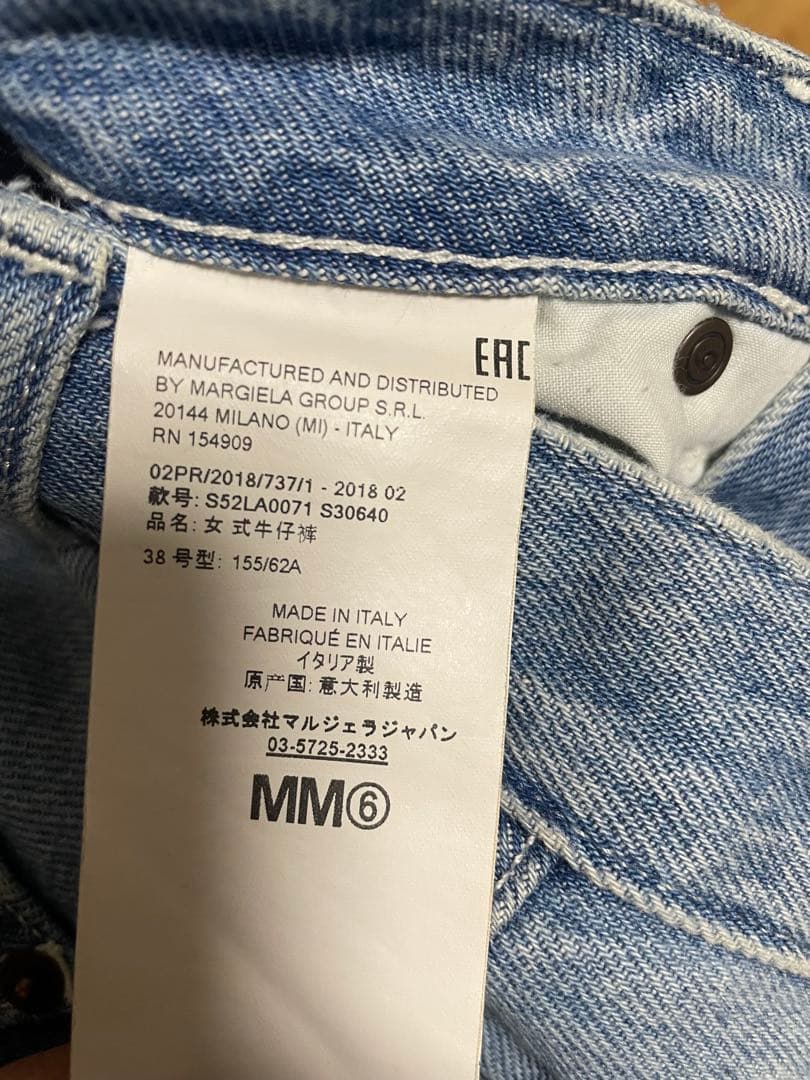 EAC
MANUFACTURED AND DISTRIBUTED
BY MARGIELA GROUP S.R.L.
20144 MILANO (MI) - ITALY
RN 154909
02PR/2018/737/1 - 2018 02
款号: S52LA0071 S30640
品名: 女 式牛仔裤
38 号型: 155/62A
MADE IN ITALY
FABRIQUÉ EN ITALIE
イタリア製
原产国: 意大利製造
株式会社マルジェラジャパン
03-5725-2333
MM⑥